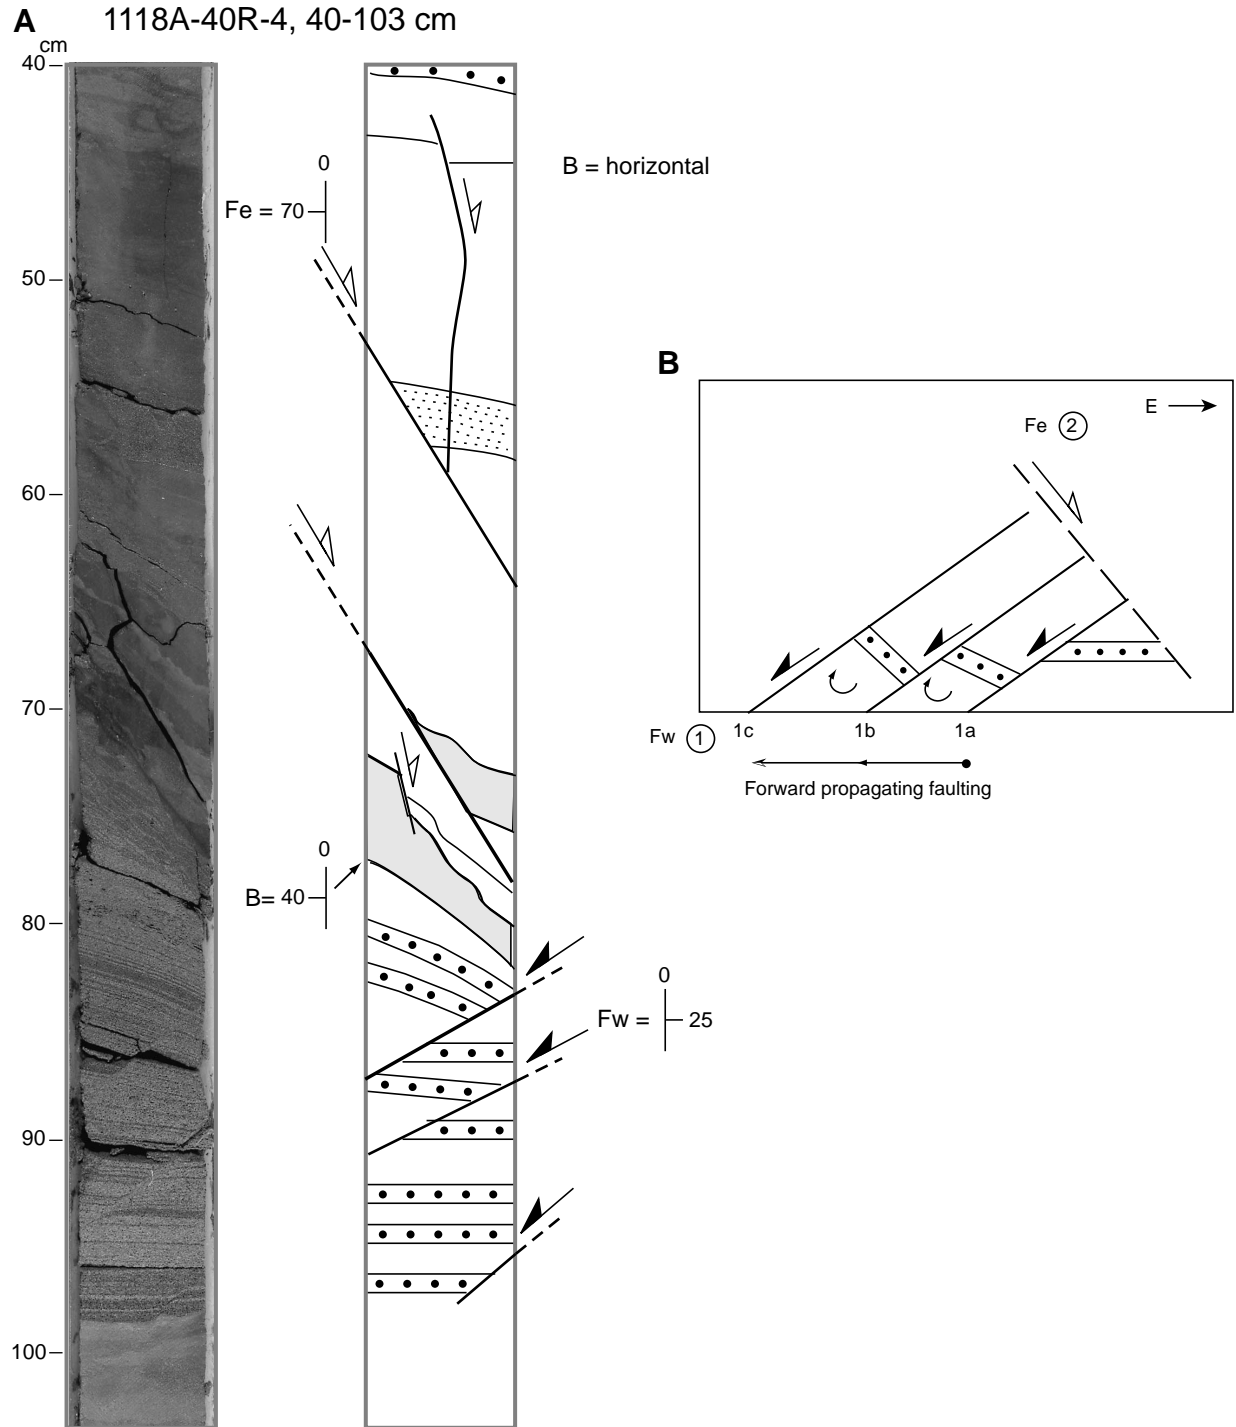 A
1118A-40R-4, 40-103 cm
cm
40
B = horizontal
0
Fe = 70
50
B
E
Fe 2
60
70
Fw 1 1c 1b 1a
Forward propagating faulting
0
B= 40
80
0
Fw = 25
90
100